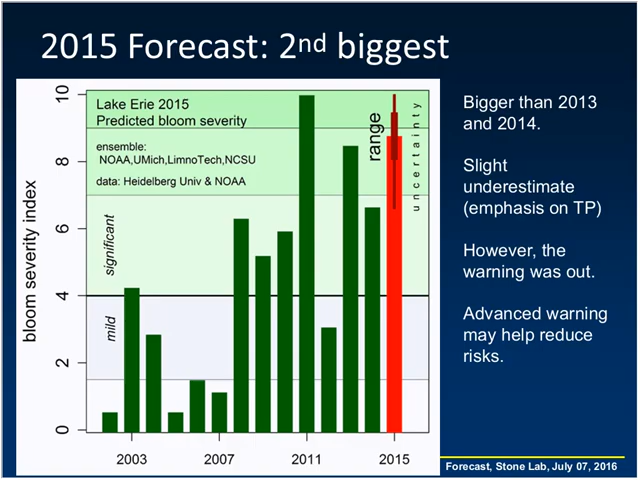 2015 Forecast: 2nd biggest
Lake Erie 2015
Predicted bloom severity
ensemble:
NOAA,UMich,LimnoTech,NCSU
data: Heidelberg Univ & NOAA
range
uncertainty
significant
mild
bloom severity index
10
8
6
4
2
0
2003
2007
2011
2015
Bigger than 2013
and 2014.
Slight
underestimate
(emphasis on TP)
However, the
warning was out.
Advanced warning
may help reduce
risks.
Forecast, Stone Lab, July 07, 2016